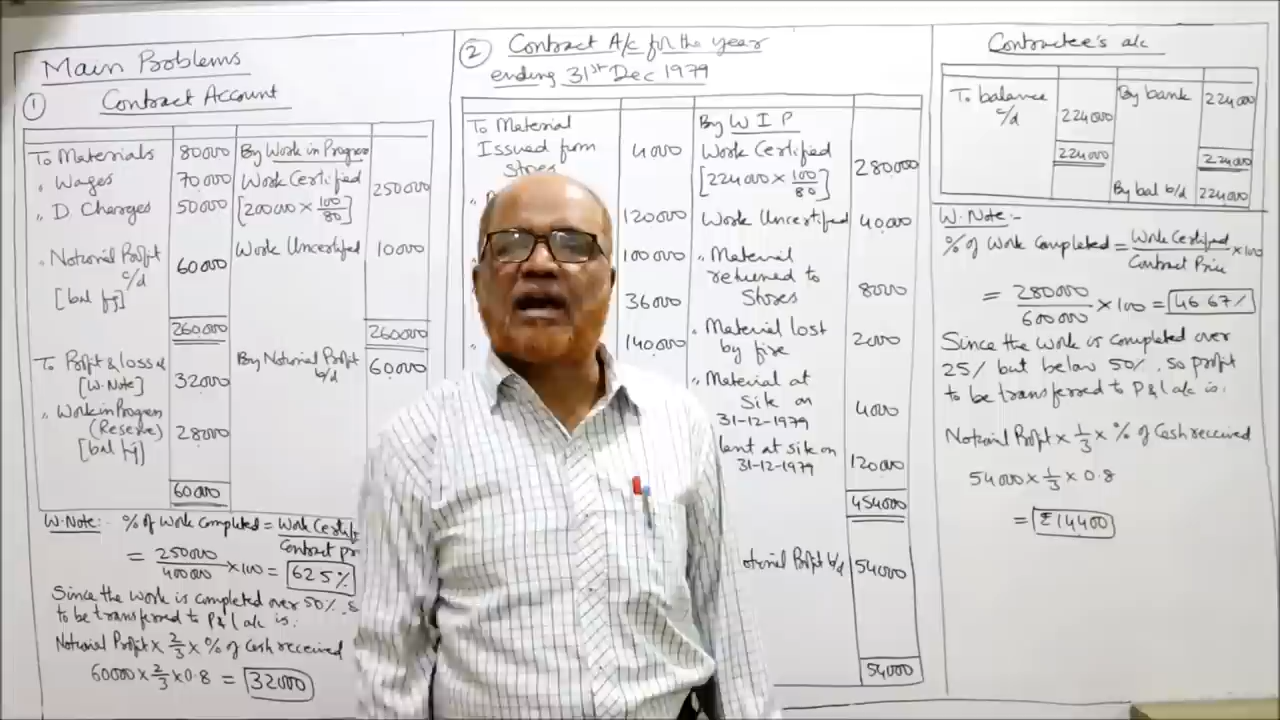 Main Problems
① Contract Account
To Materials 80000 By Work in Progress
" Wages 70000 Work Certified 250000
" D. Charges 50000 [200000 × 100/80]
" Notional Profit c/d 60000 Work Uncertified 10000
[bal fig]
260000 260000
To Profit & loss a/c 32000 By Notional Profit b/d 60000
[W. Note]
" Work in Progress
(Reserve) 28000
[bal fig]
60000
W. Note:- % of Work Completed = Work Certif
Contract pr
= 250000/400000 × 100 = 62.5%
Since the work is completed over 50%, s
to be transferred to P&L a/c is:
Notional Profit × 2/3 × % of Cash received
60000 × 2/3 × 0.8 = 32000
② Contract A/c for the year
ending 31st Dec 1979
To Material By W I P
Issued from 4000 Work Certified 280000
Stores [224000 × 100/80]
120000 Work Uncertified 40000
100000 " Material
returned to
36000 Stores 8000
140000 " Material lost
by fire 2000
" Material at
Site on 4000
31-12-1979
lant at site on
31-12-1979 120000
454000
otional Profit b/d 54000
54000
Contractee's a/c
To balance c/d 224000 By bank 224000
224000 224000
By bal b/d 224000
W. Note:-
% of Work Completed = Work Certified/Contract Price × 100
= 280000/600000 × 100 = 46.67%
Since the work is completed over
25% but below 50%, so profit
to be transferred to P&L a/c is:
Notional Profit × 1/3 × % of Cash received
54000 × 1/3 × 0.8
= ₹14400